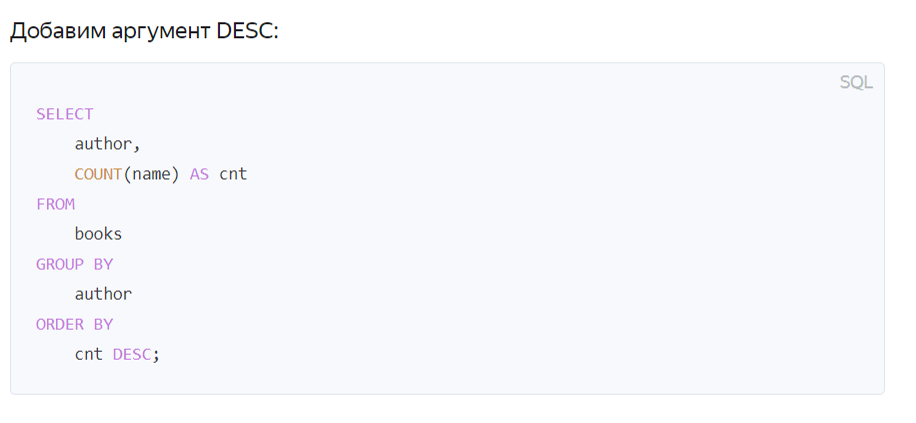 Добавим аргумент DESC:
SQL
SELECT
author,
COUNT(name) AS cnt
FROM
books
GROUP BY
author
ORDER BY
cnt DESC;